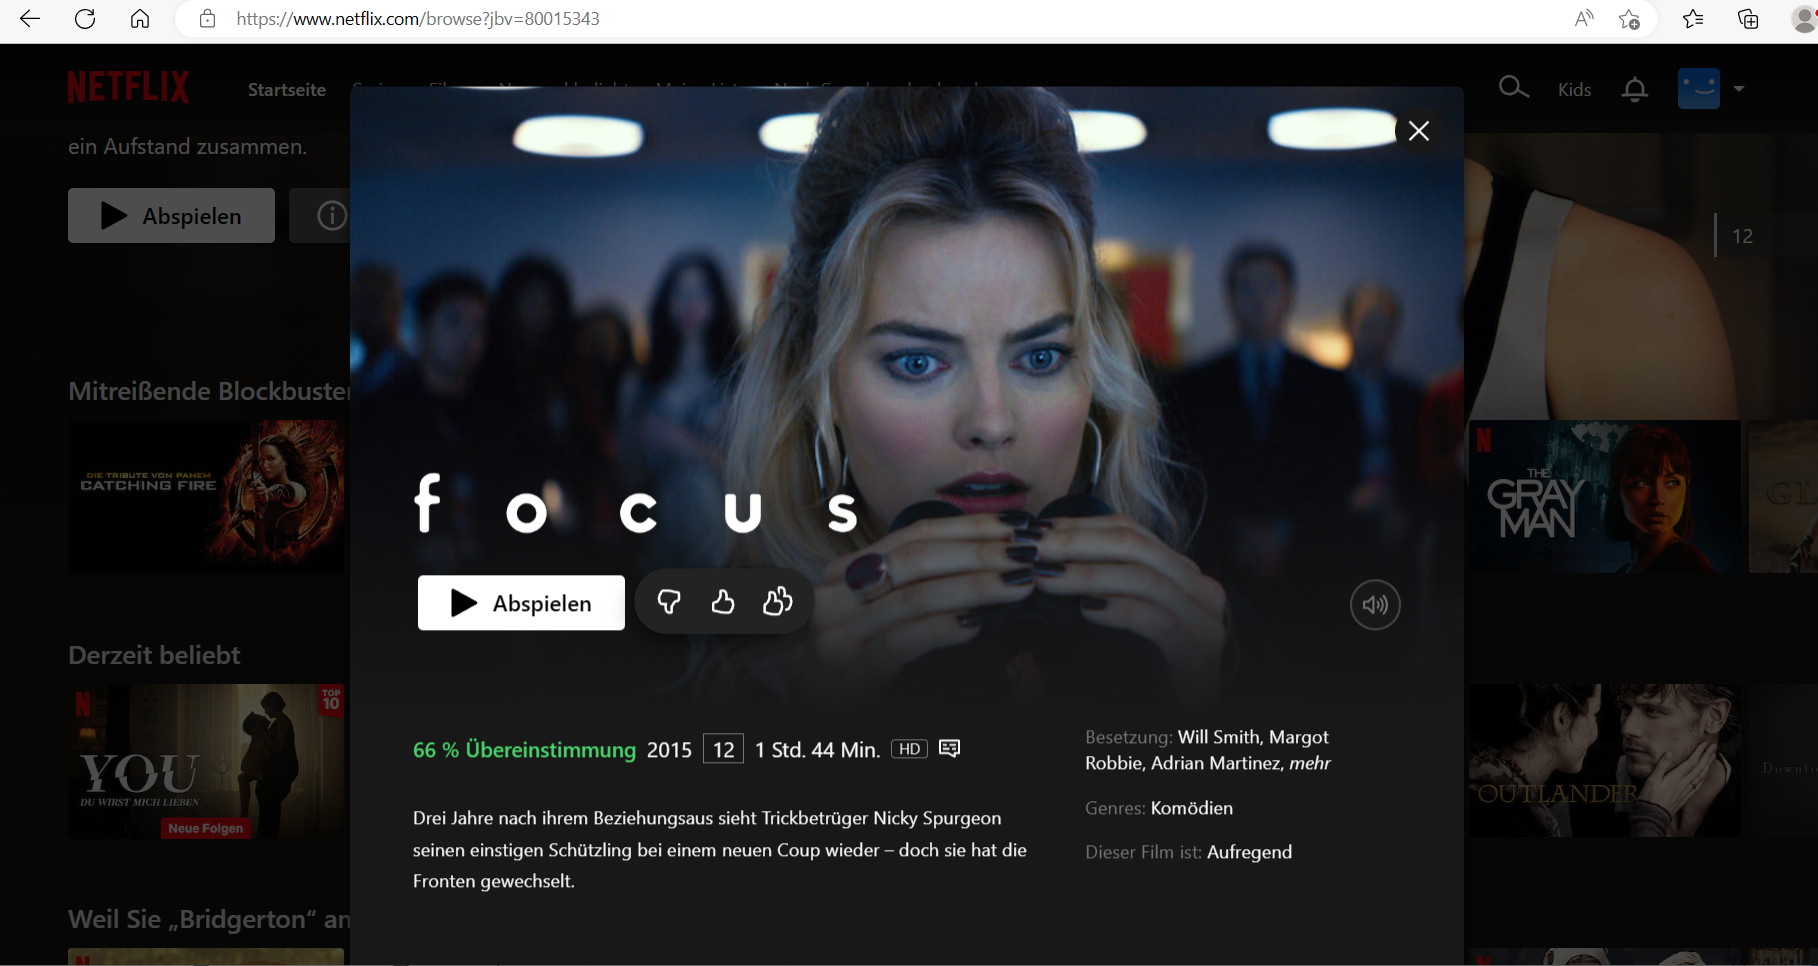 https://www.netflix.com/browse?jbv=80015343
NETFLIX
Startseite
Kids
ein Aufstand zusammen.
Abspielen
12
Mitreißende Blockbuster
DIE TRIBUTE VON PANEM
CATCHING FIRE
N
THE
GRAY
MAN
focus
Abspielen
Derzeit beliebt
N
TOP
10
YOU
DU WIRST MICH LIEBEN
Neue Folgen
OUTLANDER
66 % Übereinstimmung 2015 12 1 Std. 44 Min. HD
Drei Jahre nach ihrem Beziehungsaus sieht Trickbetrüger Nicky Spurgeon
seinen einstigen Schützling bei einem neuen Coup wieder – doch sie hat die
Fronten gewechselt.
Besetzung: Will Smith, Margot
Robbie, Adrian Martinez, mehr
Genres: Komödien
Dieser Film ist: Aufregend
Weil Sie „Bridgerton“ an
N
N